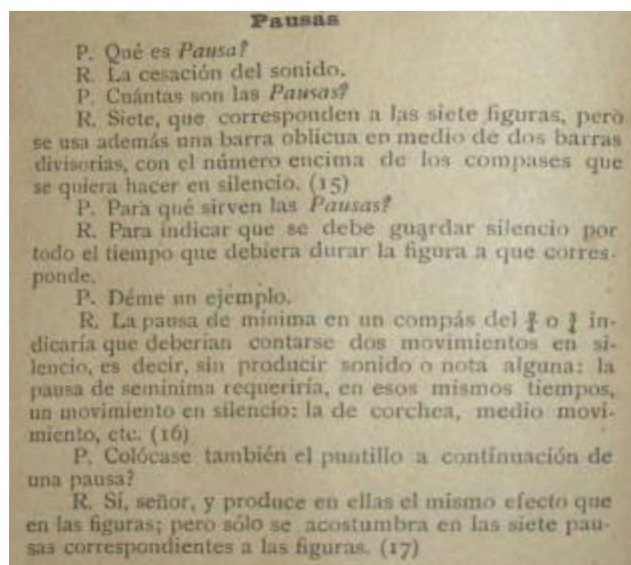 Pausas
P. Qué es Pausa?
R. La cesación del sonido.
P. Cuántas son las Pausas?
R. Siete, que corresponden a las siete figuras, però
se usa además una barra oblicua en medio de dos barras
divisorias, con el número encima de los compases que
se quiera hacer en silencio. (15)
P. Para qué sirven las Pausas?
R. Para indicar que se debe guardar silencio por
todo el tiempo que debiera durar la figura a que corres-
ponde.
P. Déme un ejemplo.
R. La pausa de mínima en un compás del o in-
dicaría que deberían contarse dos movimientos en si-
lencio, es decir, sin producir sonido o nota alguna: la
pausa de semínima requeriría, en esos mismos tiempos,
un movimiento en silencio: la de corchea, medio movi-
miento, etc. (16)
P. Colócase también el puntillo a continuación de
una pausa?
R. Sí, señor, y produce en ellas el mismo efecto que
en las figuras; pero sólo se acostumbra en las siete pau-
sas correspondientes a las figuras. (17)